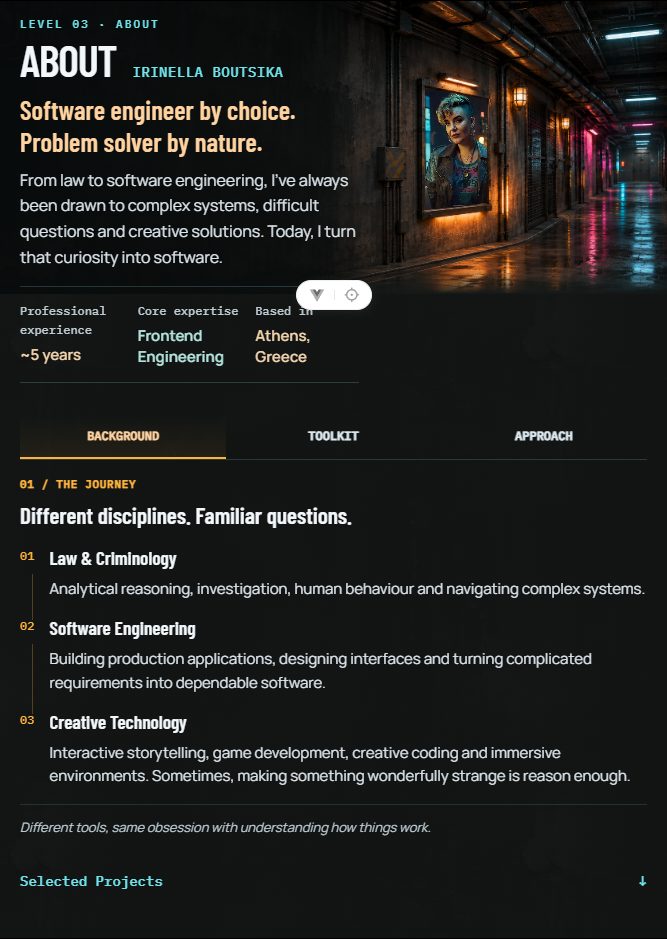 LEVEL 03 · ABOUT
ABOUT IRINELLA BOUTSIKA
Software engineer by choice.
Problem solver by nature.
From law to software engineering, I've always
been drawn to complex systems, difficult
questions and creative solutions. Today, I turn
that curiosity into software.
Professional
experience
~5 years
Core expertise
Frontend
Engineering
Based in
Athens,
Greece
BACKGROUND TOOLKIT APPROACH
01 / THE JOURNEY
Different disciplines. Familiar questions.
01 Law & Criminology
Analytical reasoning, investigation, human behaviour and navigating complex systems.
02 Software Engineering
Building production applications, designing interfaces and turning complicated
requirements into dependable software.
03 Creative Technology
Interactive storytelling, game development, creative coding and immersive
environments. Sometimes, making something wonderfully strange is reason enough.
Different tools, same obsession with understanding how things work.
Selected Projects ↓